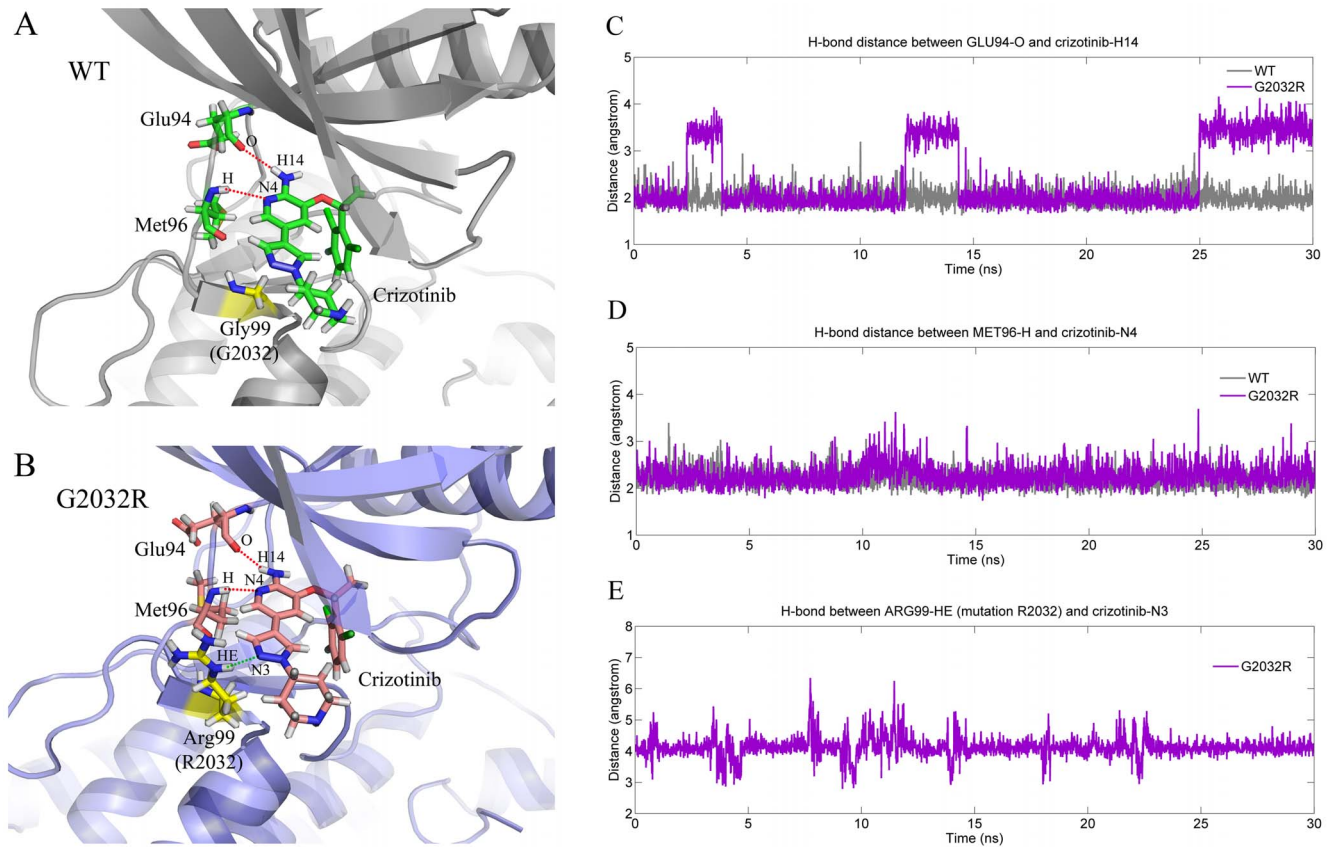 A
WT
Glu94
O
H14
H
N4
Met96
Crizotinib
Gly99
(G2032)
B
G2032R
Glu94
O
H14
H
N4
Met96
HE
N3
Crizotinib
Arg99
(R2032)
C
H-bond distance between GLU94-O and crizotinib-H14
WT
G2032R
Distance (angstrom)
5
4
3
2
1
0 5 10 15 20 25 30
Time (ns)
D
H-bond distance between MET96-H and crizotinib-N4
WT
G2032R
Distance (angstrom)
5
4
3
2
1
0 5 10 15 20 25 30
Time (ns)
E
H-bond between ARG99-HE (mutation R2032) and crizotinib-N3
G2032R
Distance (angstrom)
8
7
6
5
4
3
2
0 5 10 15 20 25 30
Time (ns)